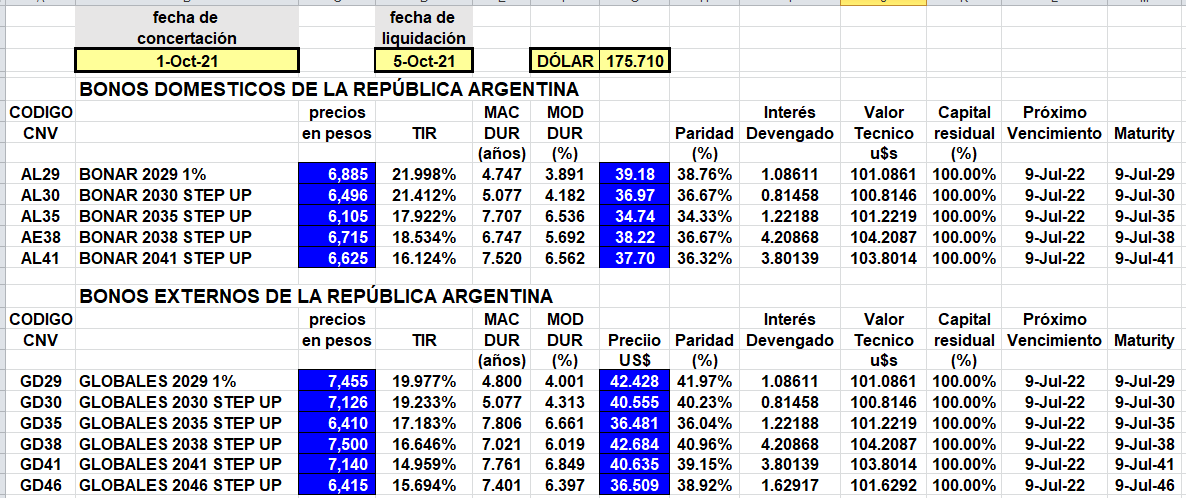 fecha de fecha de
concertación liquidación
1-Oct-21 5-Oct-21 DÓLAR 175.710
BONOS DOMESTICOS DE LA REPÚBLICA ARGENTINA
CODIGO precios MAC MOD Interés Valor Capital Próximo
CNV en pesos TIR DUR DUR Paridad Devengado Tecnico residual Vencimiento Maturity
(años) (%) (%) u$s (%)
AL29 BONAR 2029 1% 6,885 21.998% 4.747 3.891 39.18 38.76% 1.08611 101.0861 100.00% 9-Jul-22 9-Jul-29
AL30 BONAR 2030 STEP UP 6,496 21.412% 5.077 4.182 36.97 36.67% 0.81458 100.8146 100.00% 9-Jul-22 9-Jul-30
AL35 BONAR 2035 STEP UP 6,105 17.922% 7.707 6.536 34.74 34.33% 1.22188 101.2219 100.00% 9-Jul-22 9-Jul-35
AE38 BONAR 2038 STEP UP 6,715 18.534% 6.747 5.692 38.22 36.67% 4.20868 104.2087 100.00% 9-Jul-22 9-Jul-38
AL41 BONAR 2041 STEP UP 6,625 16.124% 7.520 6.562 37.70 36.32% 3.80139 103.8014 100.00% 9-Jul-22 9-Jul-41
BONOS EXTERNOS DE LA REPÚBLICA ARGENTINA
CODIGO precios MAC MOD Interés Valor Capital Próximo
CNV en pesos TIR DUR DUR Preciio Paridad Devengado Tecnico residual Vencimiento Maturity
(años) (%) US$ (%) u$s (%)
GD29 GLOBALES 2029 1% 7,455 19.977% 4.800 4.001 42.428 41.97% 1.08611 101.0861 100.00% 9-Jul-22 9-Jul-29
GD30 GLOBALES 2030 STEP UP 7,126 19.233% 5.077 4.313 40.555 40.23% 0.81458 100.8146 100.00% 9-Jul-22 9-Jul-30
GD35 GLOBALES 2035 STEP UP 6,410 17.183% 7.806 6.661 36.481 36.04% 1.22188 101.2219 100.00% 9-Jul-22 9-Jul-35
GD38 GLOBALES 2038 STEP UP 7,500 16.646% 7.021 6.019 42.684 40.96% 4.20868 104.2087 100.00% 9-Jul-22 9-Jul-38
GD41 GLOBALES 2041 STEP UP 7,140 14.959% 7.761 6.849 40.635 39.15% 3.80139 103.8014 100.00% 9-Jul-22 9-Jul-41
GD46 GLOBALES 2046 STEP UP 6,415 15.694% 7.401 6.397 36.509 38.92% 1.62917 101.6292 100.00% 9-Jul-22 9-Jul-46